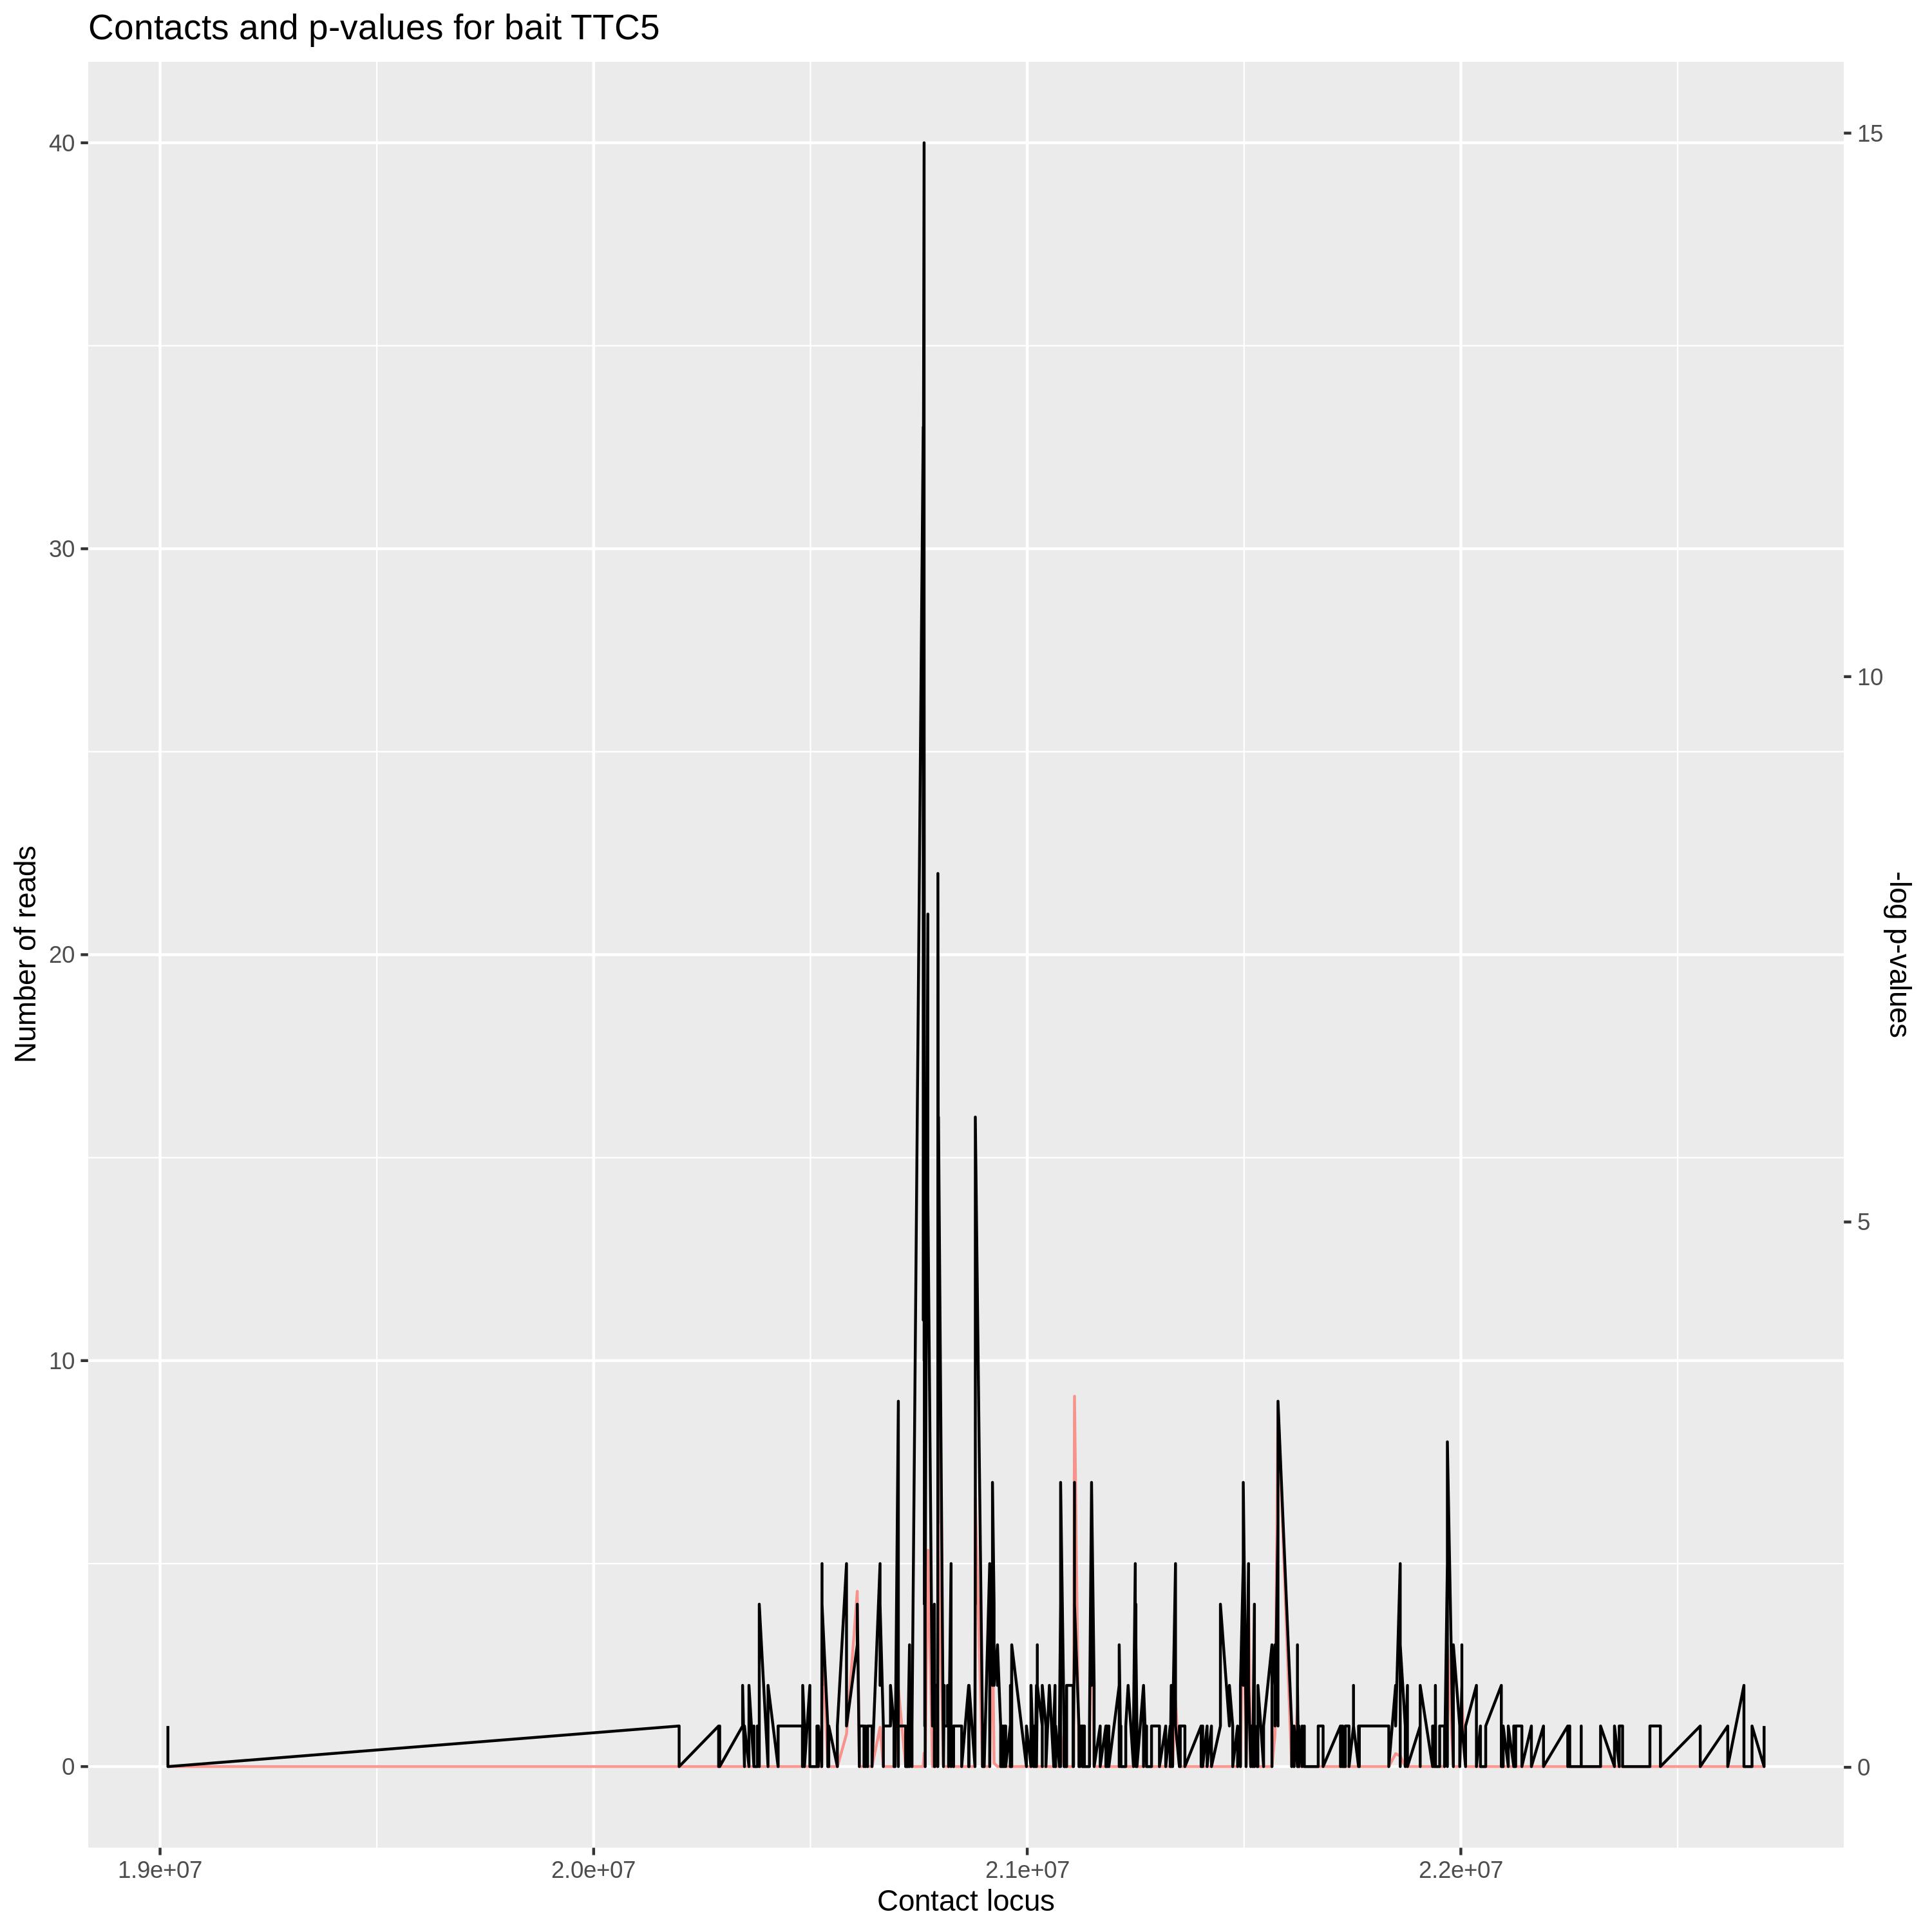 Contacts and p-values for bait TTC5
40
30
20
10
0
Number of reads
15
10
5
0
-log p-values
1.9e+07
2.0e+07
2.1e+07
2.2e+07
Contact locus